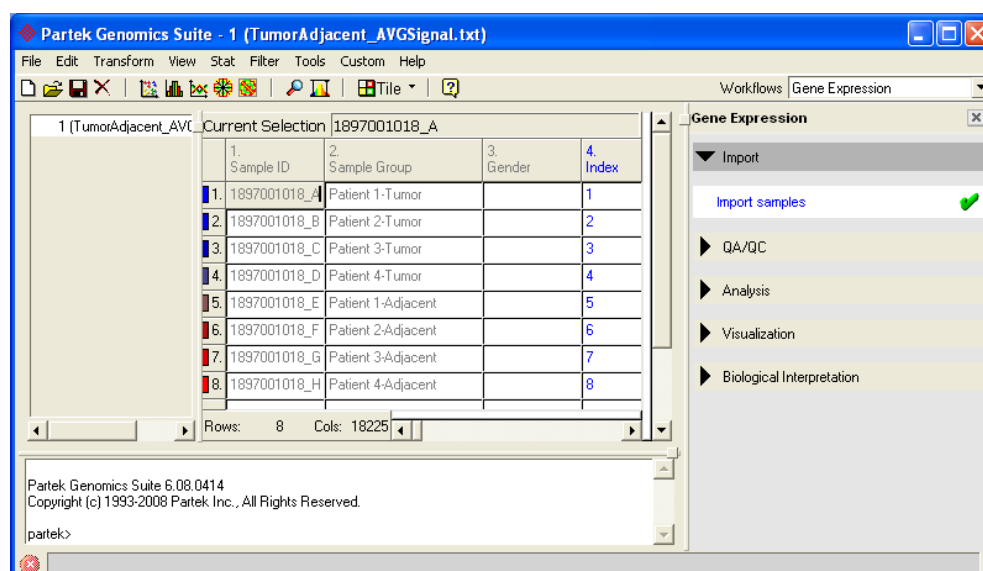 Partek Genomics Suite - 1 (TumorAdjacent_AVGSignal.txt)
File Edit Transform View Stat Filter Tools Custom Help
Tile Workflows Gene Expression
1 (TumorAdjacent_AVG Current Selection 1897001018_A Gene Expression
1. 2. 3. 4.
Sample ID Sample Group Gender Index
Import
1. 1897001018_A Patient 1-Tumor 1
Import samples
2. 1897001018_B Patient 2-Tumor 2
3. 1897001018_C Patient 3-Tumor 3
QA/QC
4. 1897001018_D Patient 4-Tumor 4
Analysis
5. 1897001018_E Patient 1-Adjacent 5
6. 1897001018_F Patient 2-Adjacent 6
Visualization
7. 1897001018_G Patient 3-Adjacent 7
8. 1897001018_H Patient 4-Adjacent 8
Biological Interpretation
Rows: 8 Cols: 18225
Partek Genomics Suite 6.08.0414
Copyright (c) 1993-2008 Partek Inc., All Rights Reserved.
partek>